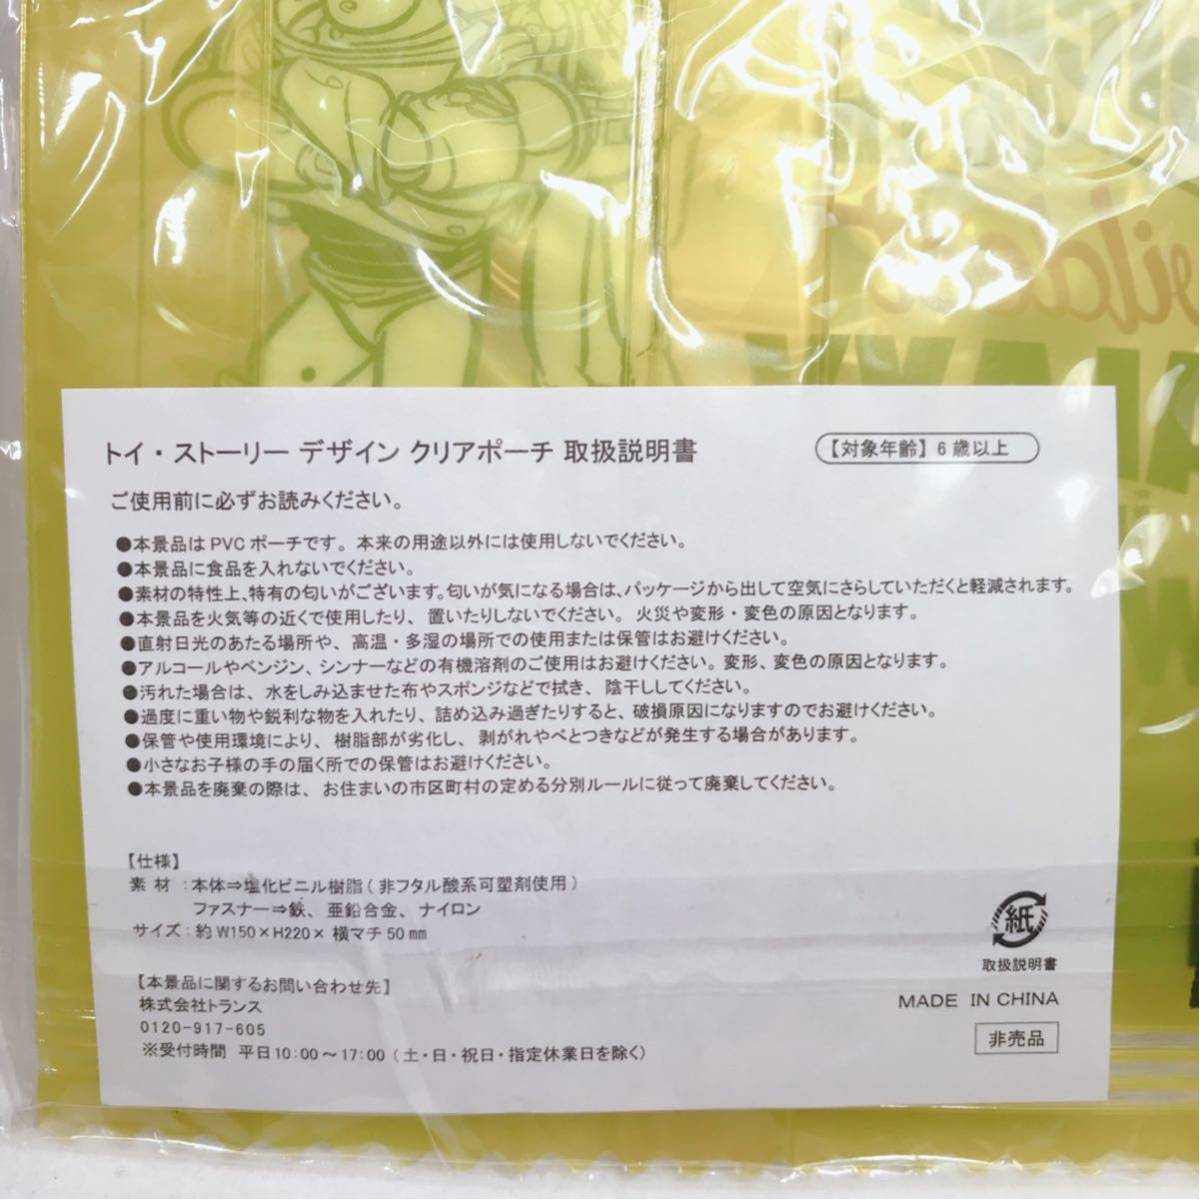 トイ・ストーリー デザイン クリアポーチ 取扱説明書
【対象年齢】6歳以上
ご使用前に必ずお読みください。
●本景品はPVCポーチです。本来の用途以外には使用しないでください。
●本景品に食品を入れないでください。
●素材の特性上、特有の匂いがございます。匂いが気になる場合は、パッケージから出して空気にさらしていただくと軽減されます。
●本景品を火気等の近くで使用したり、置いたりしないでください。火災や変形・変色の原因となります。
●直射日光のあたる場所や、高温・多湿の場所での使用または保管はお避けください。
●アルコールやベンジン、シンナーなどの有機溶剤のご使用はお避けください。変形、変色の原因となります。
●汚れた場合は、水をしみ込ませた布やスポンジなどで拭き、陰干ししてください。
●過度に重い物や鋭利な物を入れたり、詰め込み過ぎたりすると、破損原因になりますのでお避けください。
●保管や使用環境により、樹脂部が劣化し、剥がれやべとつきなどが発生する場合があります。
●小さなお子様の手の届く所での保管はお避けください。
●本景品を廃棄の際は、お住まいの市区町村の定める分別ルールに従って廃棄してください。
【仕様】
素材：本体⇒塩化ビニル樹脂(非フタル酸系可塑剤使用)
ファスナー⇒鉄、亜鉛合金、ナイロン
サイズ：約W150×H220×横マチ50㎜
【本景品に関するお問い合わせ先】
株式会社トランス
0120-917-605
※受付時間 平日10:00～17:00（土・日・祝日・指定休業日を除く）
紙
取扱説明書
MADE IN CHINA
非売品